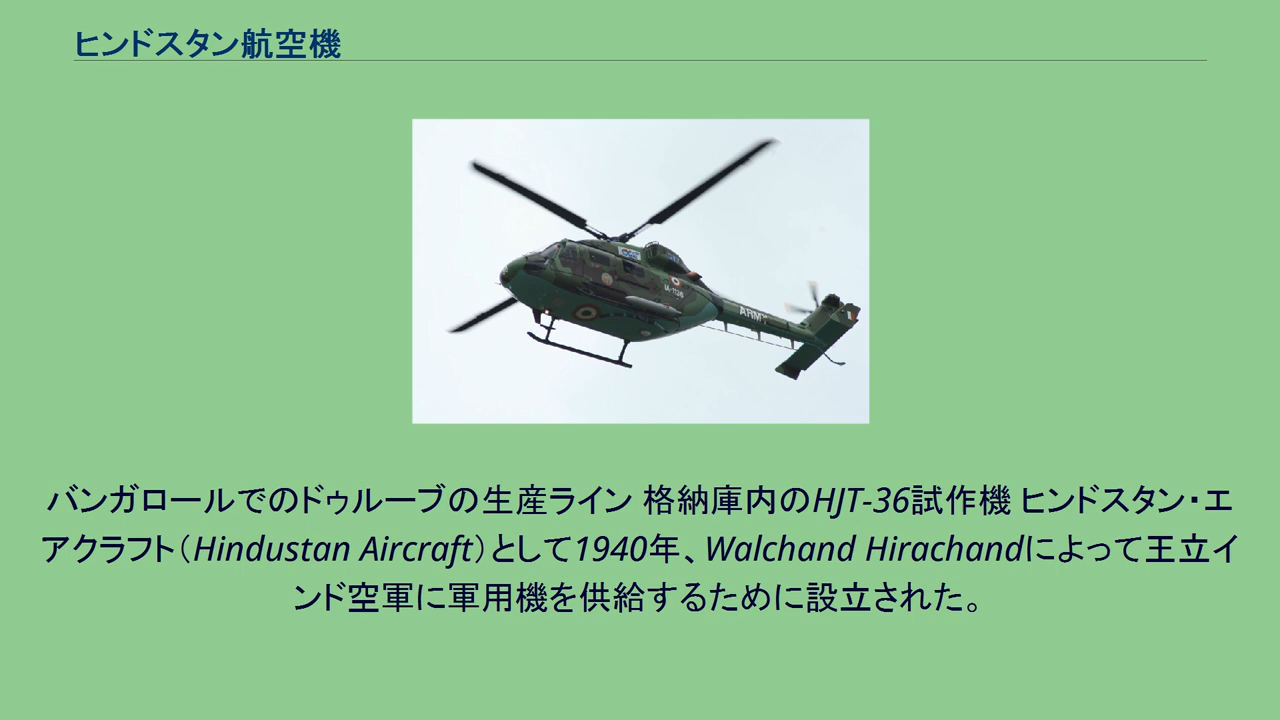 ヒンドスタン航空機
IA-1130
ARMY
バンガロールでのドゥルーブの生産ライン 格納庫内のHJT-36試作機 ヒンドスタン・エ
アクラフト（Hindustan Aircraft）として1940年、Walchand Hirachandによって王立イ
ンド空軍に軍用機を供給するために設立された。